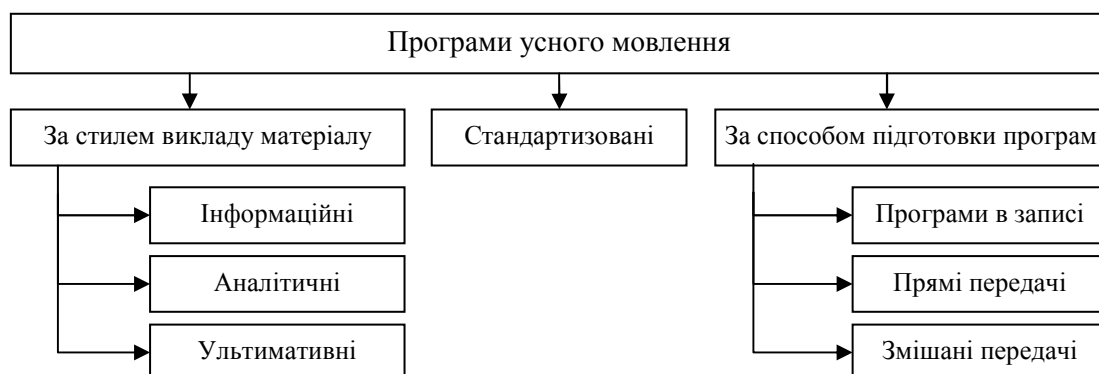 Програми усного мовлення
За стилем викладу матеріалу
Стандартизовані
За способом підготовки програм
Інформаційні
Програми в записі
Аналітичні
Прямі передачі
Ультимативні
Змішані передачі